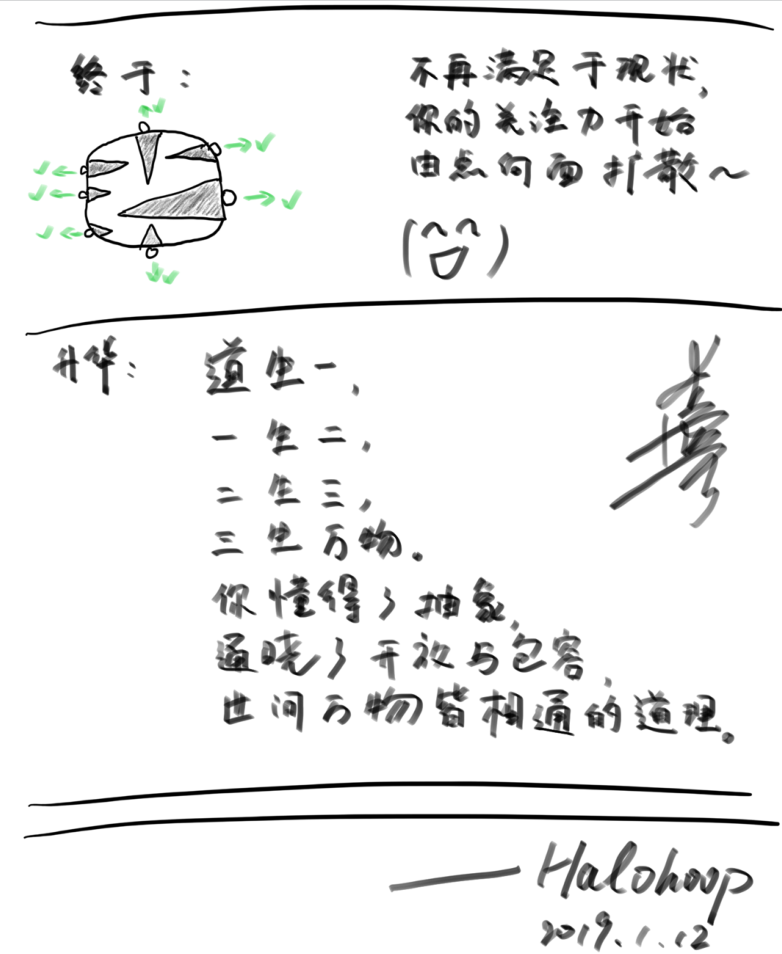 终于：
不再满足于现状，
你的关注力开始
由点向面扩散～
升华：
道生一，
一生二，
二生三，
三生万物。
你懂得了抽象，
通晓了开放与包容，
世间万物皆相通的道理。
——Halohoop
2019.1.12